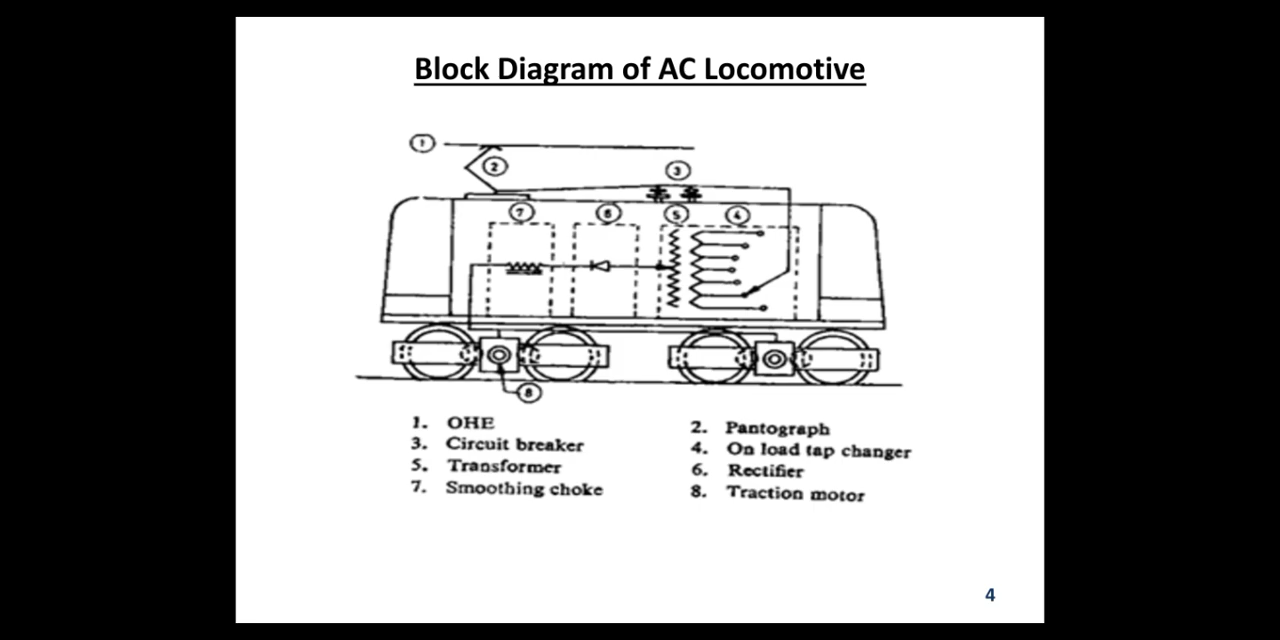 Block Diagram of AC Locomotive
1
2
3
7
6
5
4
8
1. OHE
2. Pantograph
3. Circuit breaker
4. On load tap changer
5. Transformer
6. Rectifier
7. Smoothing choke
8. Traction motor
4